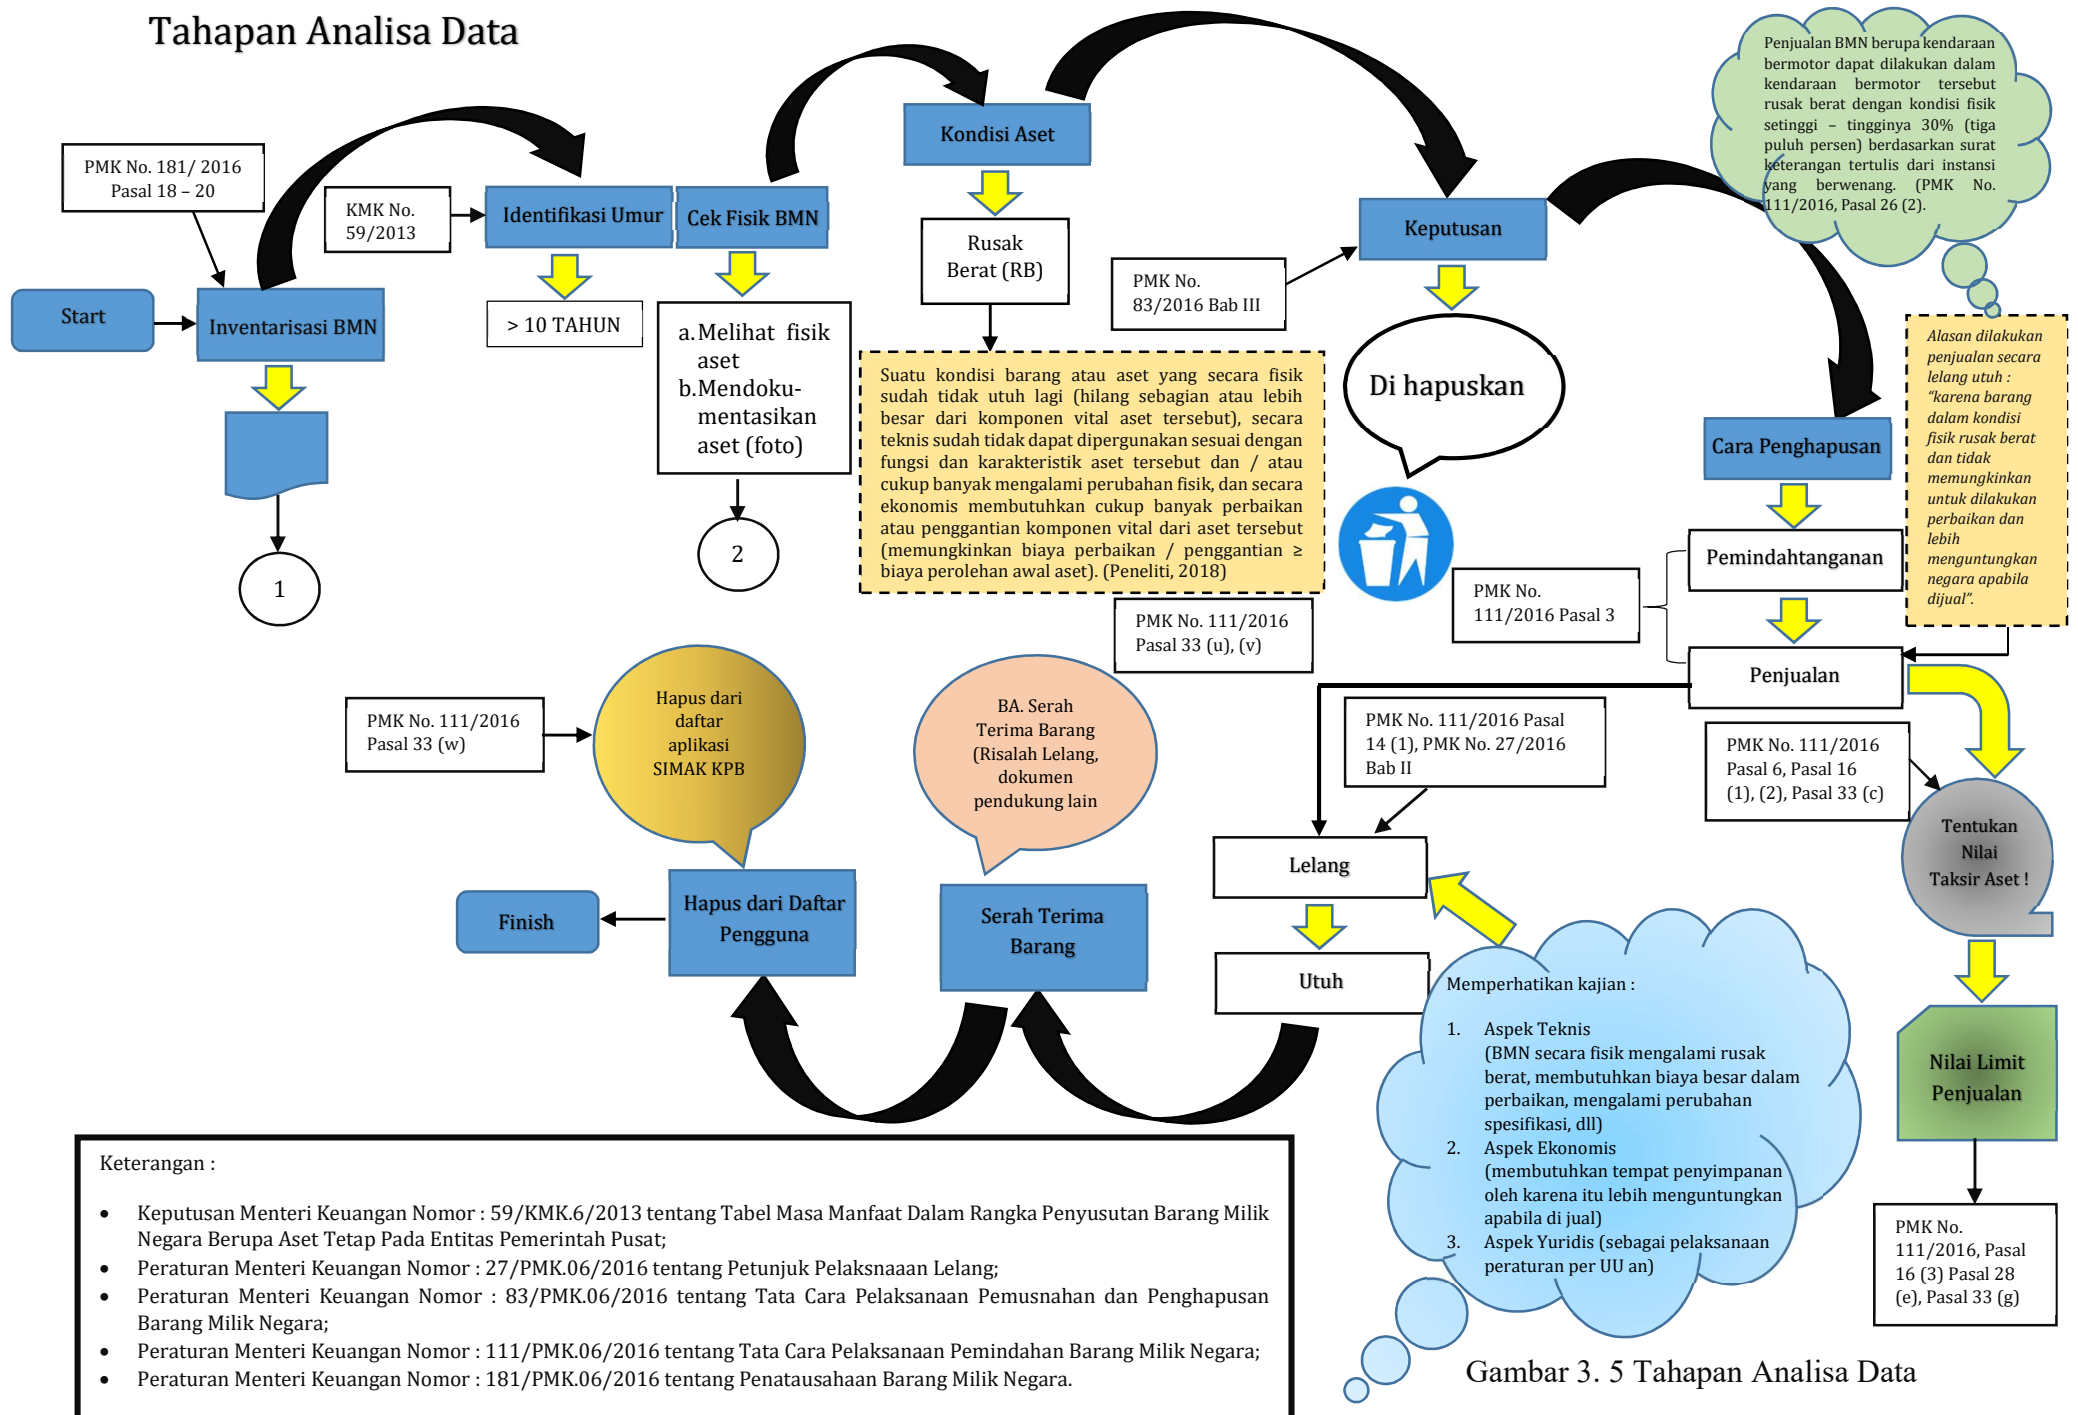 Tahapan Analisa Data
PMK No. 181/ 2016
Pasal 18 – 20
Start
Inventarisasi BMN
1
KMK No.
59/2013
Identifikasi Umur
> 10 TAHUN
Cek Fisik BMN
a. Melihat fisik
aset
b. Mendoku-
mentasikan
aset (foto)
2
Kondisi Aset
Rusak
Berat (RB)
Suatu kondisi barang atau aset yang secara fisik
sudah tidak utuh lagi (hilang sebagian atau lebih
besar dari komponen vital aset tersebut), secara
teknis sudah tidak dapat dipergunakan sesuai dengan
fungsi dan karakteristik aset tersebut dan / atau
cukup banyak mengalami perubahan fisik, dan secara
ekonomis membutuhkan cukup banyak perbaikan
atau penggantian komponen vital dari aset tersebut
(memungkinkan biaya perbaikan / penggantian ≥
biaya perolehan awal aset). (Peneliti, 2018)
PMK No.
83/2016 Bab III
Keputusan
Di hapuskan
Penjualan BMN berupa kendaraan
bermotor dapat dilakukan dalam
kendaraan bermotor tersebut
rusak berat dengan kondisi fisik
setinggi – tingginya 30% (tiga
puluh persen) berdasarkan surat
keterangan tertulis dari instansi
yang berwenang. (PMK No.
111/2016, Pasal 26 (2).
Alasan dilakukan
penjualan secara
lelang utuh :
“karena barang
dalam kondisi
fisik rusak berat
dan tidak
memungkinkan
untuk dilakukan
perbaikan dan
lebih
menguntungkan
negara apabila
dijual”.
Cara Penghapusan
Pemindahtanganan
PMK No.
111/2016 Pasal 3
Penjualan
PMK No. 111/2016
Pasal 33 (u), (v)
PMK No. 111/2016 Pasal
14 (1), PMK No. 27/2016
Bab II
PMK No. 111/2016
Pasal 6, Pasal 16
(1), (2), Pasal 33 (c)
Tentukan
Nilai
Taksir Aset !
Nilai Limit
Penjualan
PMK No.
111/2016, Pasal
16 (3) Pasal 28
(e), Pasal 33 (g)
Lelang
Utuh
Memperhatikan kajian :
1. Aspek Teknis
(BMN secara fisik mengalami rusak
berat, membutuhkan biaya besar dalam
perbaikan, mengalami perubahan
spesifikasi, dll)
2. Aspek Ekonomis
(membutuhkan tempat penyimpanan
oleh karena itu lebih menguntungkan
apabila di jual)
3. Aspek Yuridis (sebagai pelaksanaan
peraturan per UU an)
BA. Serah
Terima Barang
(Risalah Lelang,
dokumen
pendukung lain
Serah Terima
Barang
PMK No. 111/2016
Pasal 33 (w)
Hapus dari
daftar
aplikasi
SIMAK KPB
Hapus dari Daftar
Pengguna
Finish
Keterangan :
• Keputusan Menteri Keuangan Nomor : 59/KMK.6/2013 tentang Tabel Masa Manfaat Dalam Rangka Penyusutan Barang Milik
Negara Berupa Aset Tetap Pada Entitas Pemerintah Pusat;
• Peraturan Menteri Keuangan Nomor : 27/PMK.06/2016 tentang Petunjuk Pelaksnaaan Lelang;
• Peraturan Menteri Keuangan Nomor : 83/PMK.06/2016 tentang Tata Cara Pelaksanaan Pemusnahan dan Penghapusan
Barang Milik Negara;
• Peraturan Menteri Keuangan Nomor : 111/PMK.06/2016 tentang Tata Cara Pelaksanaan Pemindahan Barang Milik Negara;
• Peraturan Menteri Keuangan Nomor : 181/PMK.06/2016 tentang Penatausahaan Barang Milik Negara.
Gambar 3. 5 Tahapan Analisa Data